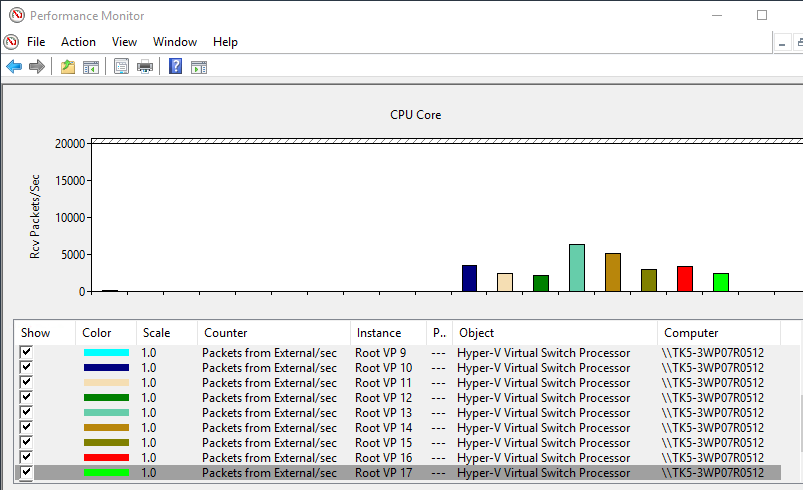 Performance Monitor
File Action View Window Help
CPU Core
Rcv Packets/Sec
20000
15000
10000
5000
0
Show Color Scale Counter Instance P.. Object Computer
1.0 Packets from External/sec Root VP 9 --- Hyper-V Virtual Switch Processor \\TK5-3WP07R0512
1.0 Packets from External/sec Root VP 10 --- Hyper-V Virtual Switch Processor \\TK5-3WP07R0512
1.0 Packets from External/sec Root VP 11 --- Hyper-V Virtual Switch Processor \\TK5-3WP07R0512
1.0 Packets from External/sec Root VP 12 --- Hyper-V Virtual Switch Processor \\TK5-3WP07R0512
1.0 Packets from External/sec Root VP 13 --- Hyper-V Virtual Switch Processor \\TK5-3WP07R0512
1.0 Packets from External/sec Root VP 14 --- Hyper-V Virtual Switch Processor \\TK5-3WP07R0512
1.0 Packets from External/sec Root VP 15 --- Hyper-V Virtual Switch Processor \\TK5-3WP07R0512
1.0 Packets from External/sec Root VP 16 --- Hyper-V Virtual Switch Processor \\TK5-3WP07R0512
1.0 Packets from External/sec Root VP 17 --- Hyper-V Virtual Switch Processor \\TK5-3WP07R0512